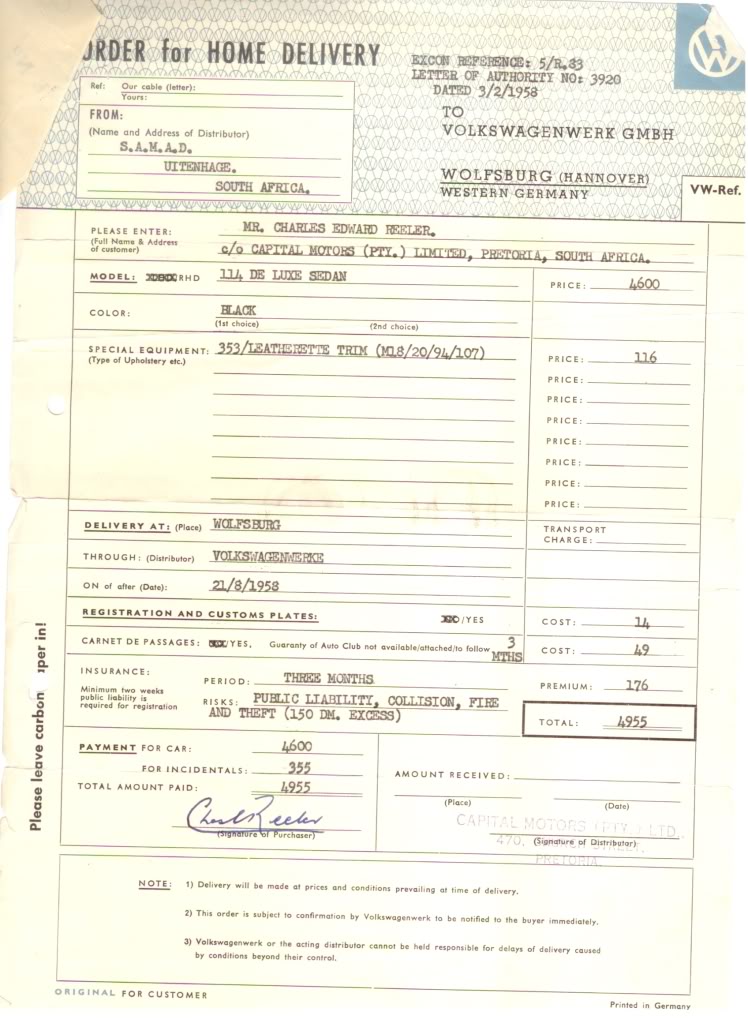 ORDER for HOME DELIVERY
EXCON REFERENCE: 5/R.83
LETTER OF AUTHORITY NO: 3920
DATED 3/2/1958
Ref: Our cable (letter):
Yours:
FROM:
(Name and Address of Distributor)
S.A.M.A.D.
UITENHAGE.
SOUTH AFRICA.
TO
VOLKSWAGENWERK GMBH
WOLFSBURG (HANNOVER)
WESTERN GERMANY
VW-Ref.
PLEASE ENTER: MR. CHARLES EDWARD REELER.
(Full Name & Address
of customer) c/o CAPITAL MOTORS (PTY.) LIMITED, PRETORIA, SOUTH AFRICA.
MODEL: RHD 114 DE LUXE SEDAN PRICE: 4600
COLOR: BLACK
(1st choice) (2nd choice)
SPECIAL EQUIPMENT: 353/LEATHERETTE TRIM (M18/20/94/107) PRICE: 116
(Type of Upholstery etc.)
PRICE:
PRICE:
PRICE:
PRICE:
PRICE:
PRICE:
PRICE:
DELIVERY AT: (Place) WOLFSBURG TRANSPORT
CHARGE:
THROUGH: (Distributor) VOLKSWAGENWERKE
ON of after (Date): 21/8/1958
REGISTRATION AND CUSTOMS PLATES: /YES COST: 14
CARNET DE PASSAGES: /YES, Guaranty of Auto Club not available/attached/to follow 3 MTHS COST: 49
INSURANCE: PERIOD: THREE MONTHS PREMIUM: 176
Minimum two weeks
public liability is
required for registration
RISKS: PUBLIC LIABILITY, COLLISION, FIRE
AND THEFT (150 DM. EXCESS)
TOTAL: 4955
PAYMENT FOR CAR: 4600
FOR INCIDENTALS: 355
TOTAL AMOUNT PAID: 4955
AMOUNT RECEIVED:
(Place) (Date)
(Signature of Purchaser)
CAPITAL MOTORS (PTY.) LTD.
470, STREET,
(Signature of Distributor)
PRETORIA.
NOTE: 1) Delivery will be made at prices and conditions prevailing at time of delivery.
2) This order is subject to confirmation by Volkswagenwerk to be notified to the buyer immediately.
3) Volkswagenwerk or the acting distributor cannot be held responsible for delays of delivery caused
by conditions beyond their control.
ORIGINAL FOR CUSTOMER
Printed in Germany
Please leave carbon paper in!